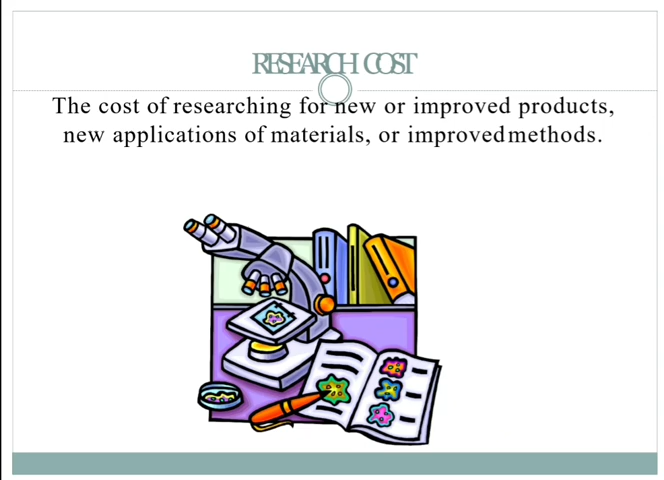 RESEARCH COST
The cost of researching for new or improved products,
new applications of materials, or improved methods.